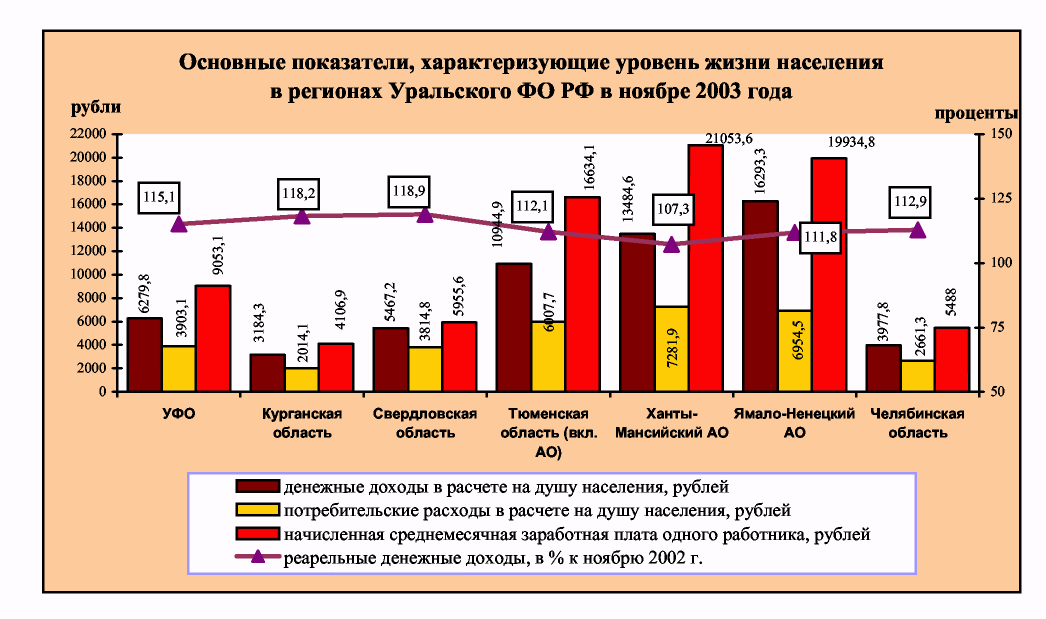 Основные показатели, характеризующие уровень жизни населения
в регионах Уральского ФО РФ в ноябре 2003 года
рубли
проценты
22000
20000
18000
16000
14000
12000
10000
8000
6000
4000
2000
0
150
125
100
75
50
115,1
118,2
118,9
112,1
107,3
111,8
112,9
6279,8
3903,1
9053,1
3184,3
2014,1
4106,9
5467,2
3814,8
5955,6
10944,9
6007,7
16634,1
13484,6
7281,9
21053,6
16293,3
6954,5
19934,8
3977,8
2661,3
5488
УФО
Курганская
область
Свердловская
область
Тюменская
область (вкл.
АО)
Ханты-
Мансийский АО
Ямало-Ненецкий
АО
Челябинская
область
денежные доходы в расчете на душу населения, рублей
потребительские расходы в расчете на душу населения, рублей
начисленная среднемесячная заработная плата одного работника, рублей
реарельные денежные доходы, в % к ноябрю 2002 г.